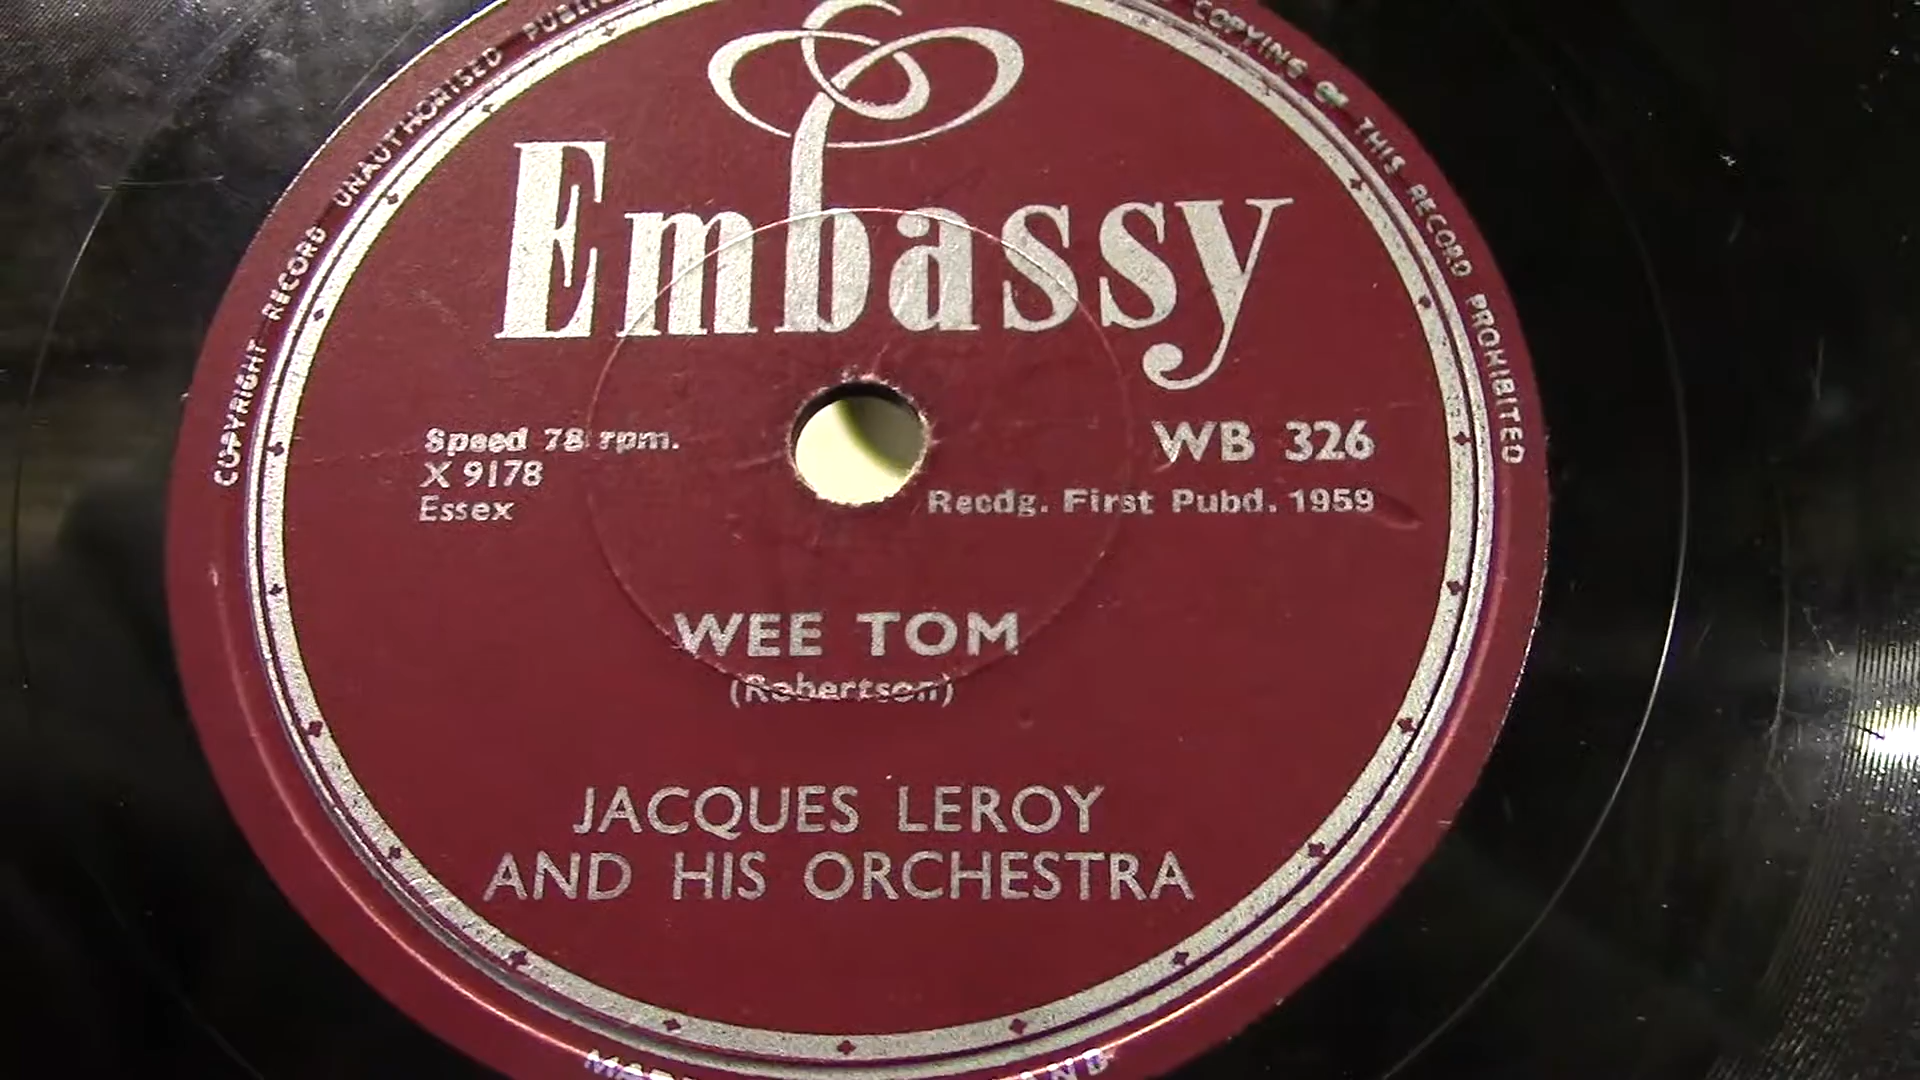 COPYRIGHT RECORD UNAUTHORISED
COPYING OF THIS RECORD PROHIBITED
Embassy
Speed 78 rpm.
X 9178
Essex
WB 326
Recdg. First Pubd. 1959
WEE TOM
(Robertson)
JACQUES LEROY
AND HIS ORCHESTRA